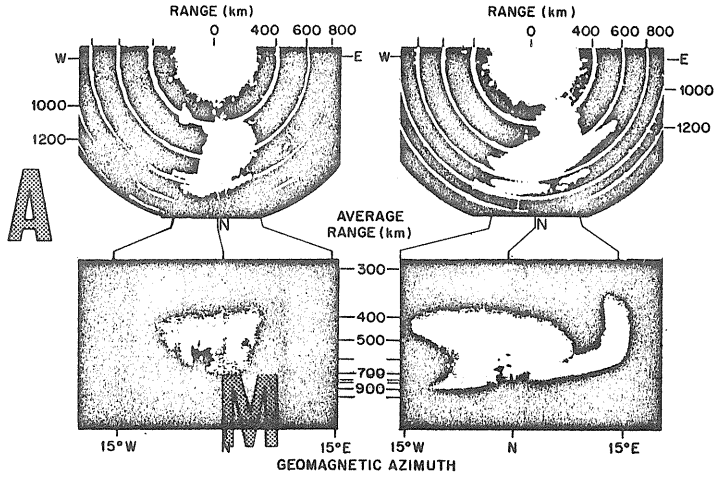 RANGE (km)
0 400 600 800
W E
1000
1200
RANGE (km)
0 400 600 800
W E
1000
1200
A
N
N
AVERAGE
RANGE (km)
300
400
500
700
900
M
15°W N 15°E
15°W N 15°E
GEOMAGNETIC AZIMUTH